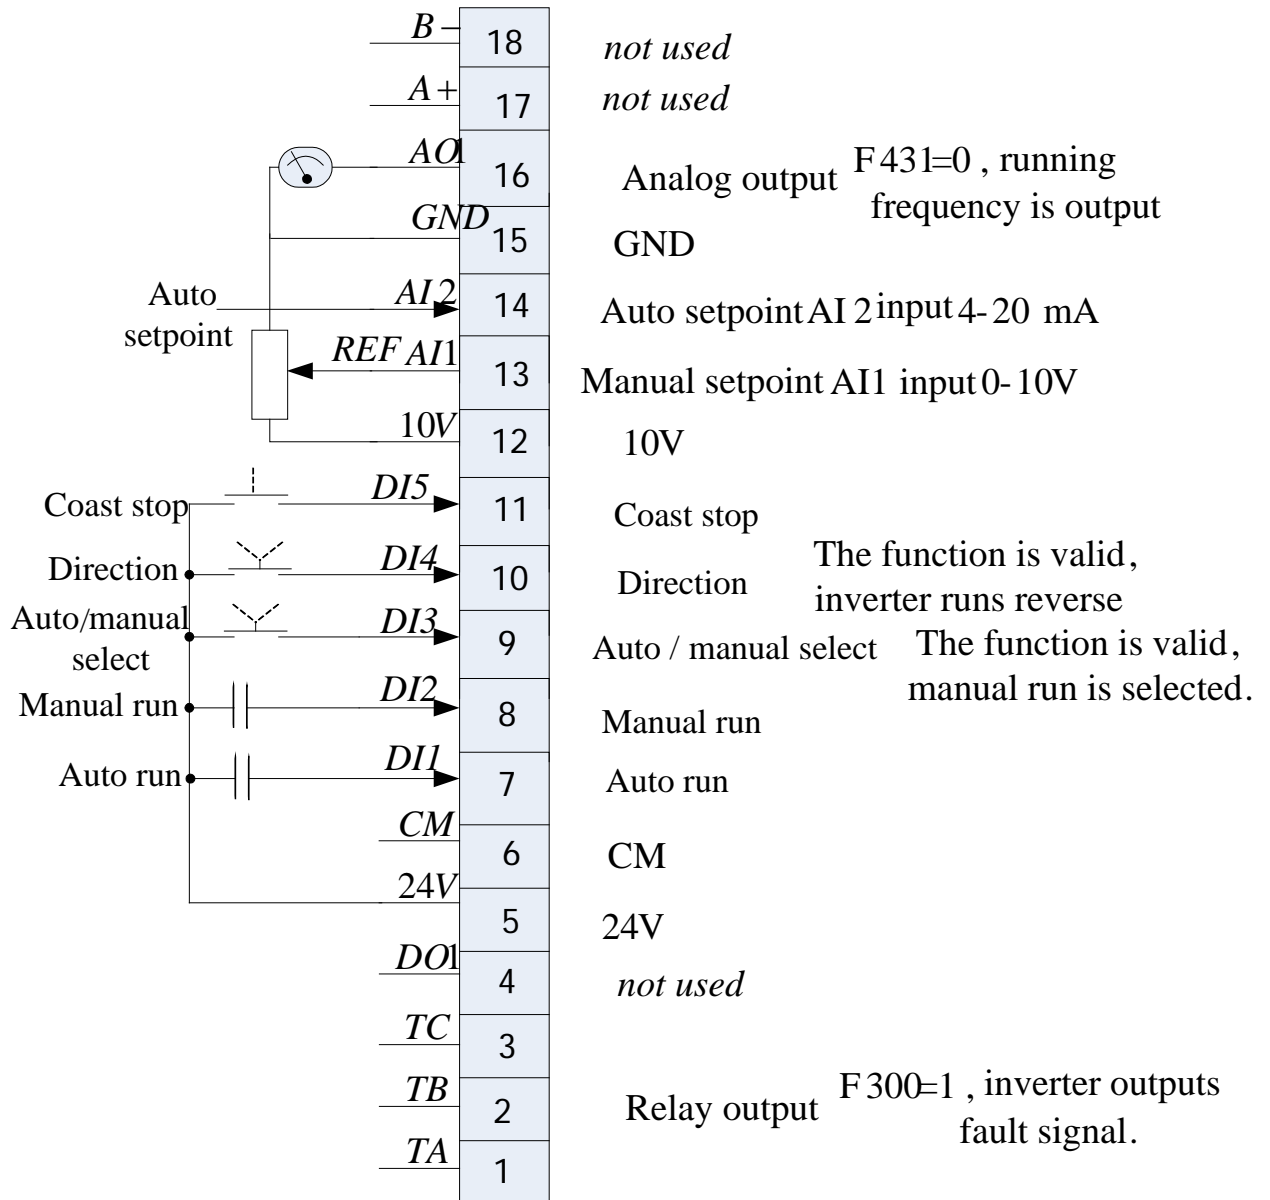 B − 18 not used
A+ 17 not used
AO1 16 Analog output F431=0 , running
frequency is output
GND 15 GND
Auto
setpoint
AI 2 14 Auto setpoint AI 2 input 4-20 mA
REF AI1 13 Manual setpoint AI1 input 0-10V
10V 12 10V
Coast stop DI5 11 Coast stop
Direction DI4 10 Direction The function is valid,
inverter runs reverse
Auto/manual
select
DI3 9 Auto / manual select The function is valid,
manual run is selected.
Manual run DI2 8 Manual run
Auto run DI1 7 Auto run
CM 6 CM
24V 5 24V
DO1 4 not used
TC 3
TB 2 Relay output F300=1 , inverter outputs
fault signal.
TA 1